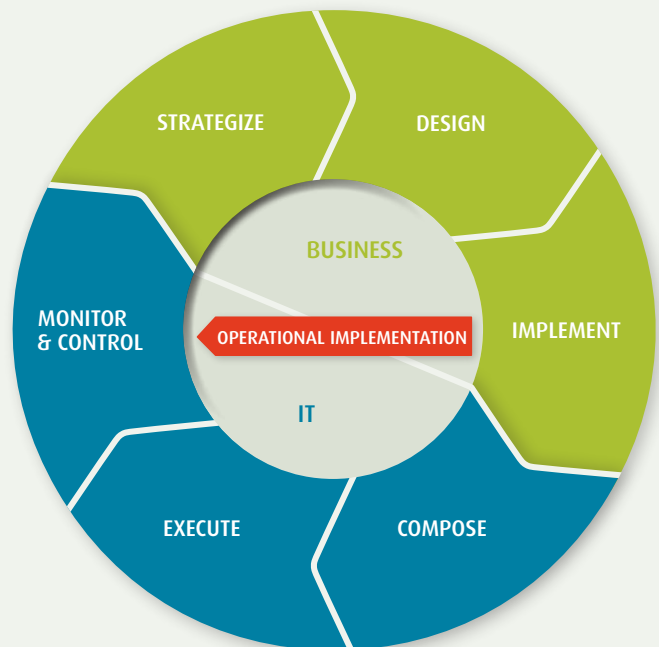 STRATEGIZE
DESIGN
BUSINESS
MONITOR
& CONTROL
OPERATIONAL IMPLEMENTATION
IMPLEMENT
IT
EXECUTE
COMPOSE